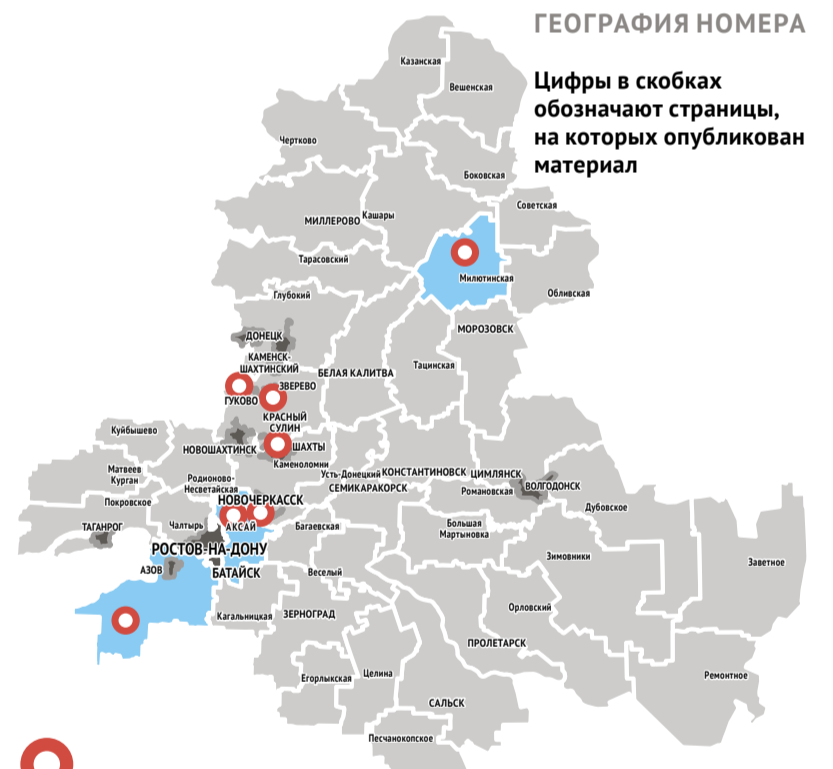 ГЕОГРАФИЯ НОМЕРА
Цифры в скобках
обозначают страницы,
на которых опубликован
материал
Казанская
Вешенская
Чертково
Боковская
Советская
МИЛЛЕРОВО
Кашары
Тарасовский
Милютинская
Обливская
Глубокий
МОРОЗОВСК
ДОНЕЦК
КАМЕНСК-
ШАХТИНСКИЙ
БЕЛАЯ КАЛИТВА
Тацинская
ЗВЕРЕВО
ГУКОВО
КРАСНЫЙ
СУЛИН
Куйбышево
НОВОШАХТИНСК
ШАХТЫ
Каменоломни
Матвеев
Курган
Родионово-
Несветайская
Усть-Донецкий
КОНСТАНТИНОВСК
ЦИМЛЯНСК
СЕМИКАРАКОРСК
Романовская
ВОЛГОДОНСК
Покровское
НОВОЧЕРКАССК
Дубовское
ТАГАНРОГ
Чалтырь
АКСАЙ
Багаевская
Большая
Мартыновка
РОСТОВ-НА-ДОНУ
Зимовники
Заветное
АЗОВ
БАТАЙСК
Веселый
Кагальницкая
ЗЕРНОГРАД
Орловский
ПРОЛЕТАРСК
Егорлыкская
Целина
Ремонтное
САЛЬСК
Песчанокопское